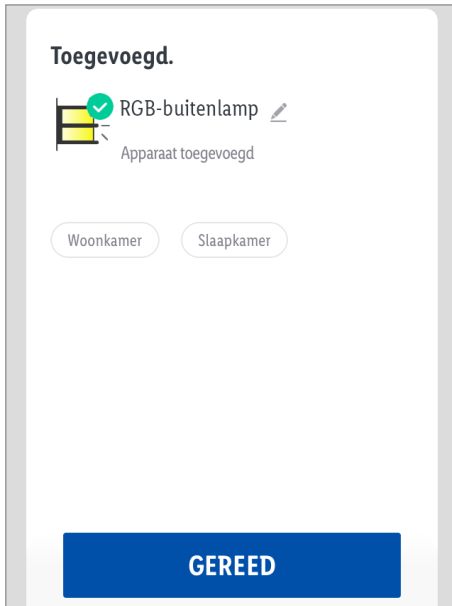 Toegevoegd.
RGB-buitenlamp
Apparaat toegevoegd
Woonkamer Slaapkamer
GEREED